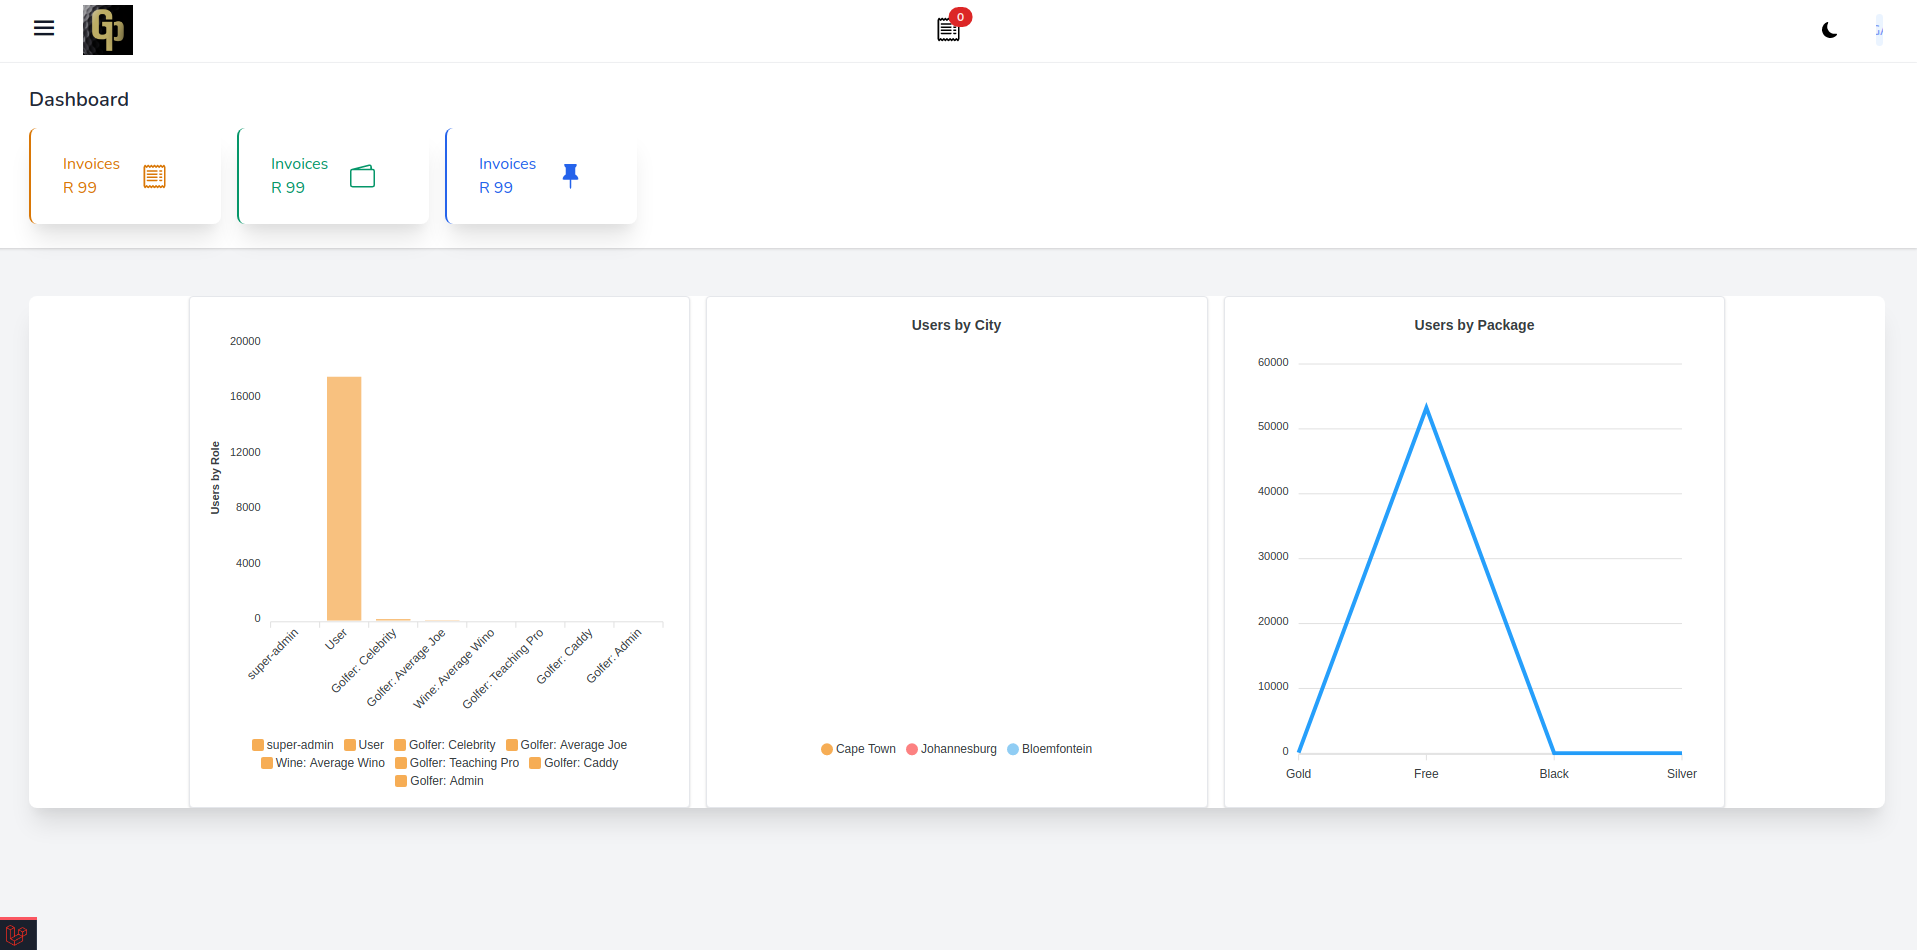 Gp
0
Dashboard
Invoices
R 99
Invoices
R 99
Invoices
R 99
Users by Role
20000
16000
12000
8000
4000
0
super-admin
User
Golfer: Celebrity
Golfer: Average Joe
Wine: Average Wino
Golfer: Teaching Pro
Golfer: Caddy
Golfer: Admin
super-admin User Golfer: Celebrity Golfer: Average Joe
Wine: Average Wino Golfer: Teaching Pro Golfer: Caddy
Golfer: Admin
Users by City
Cape Town Johannesburg Bloemfontein
Users by Package
60000
50000
40000
30000
20000
10000
0
Gold Free Black Silver